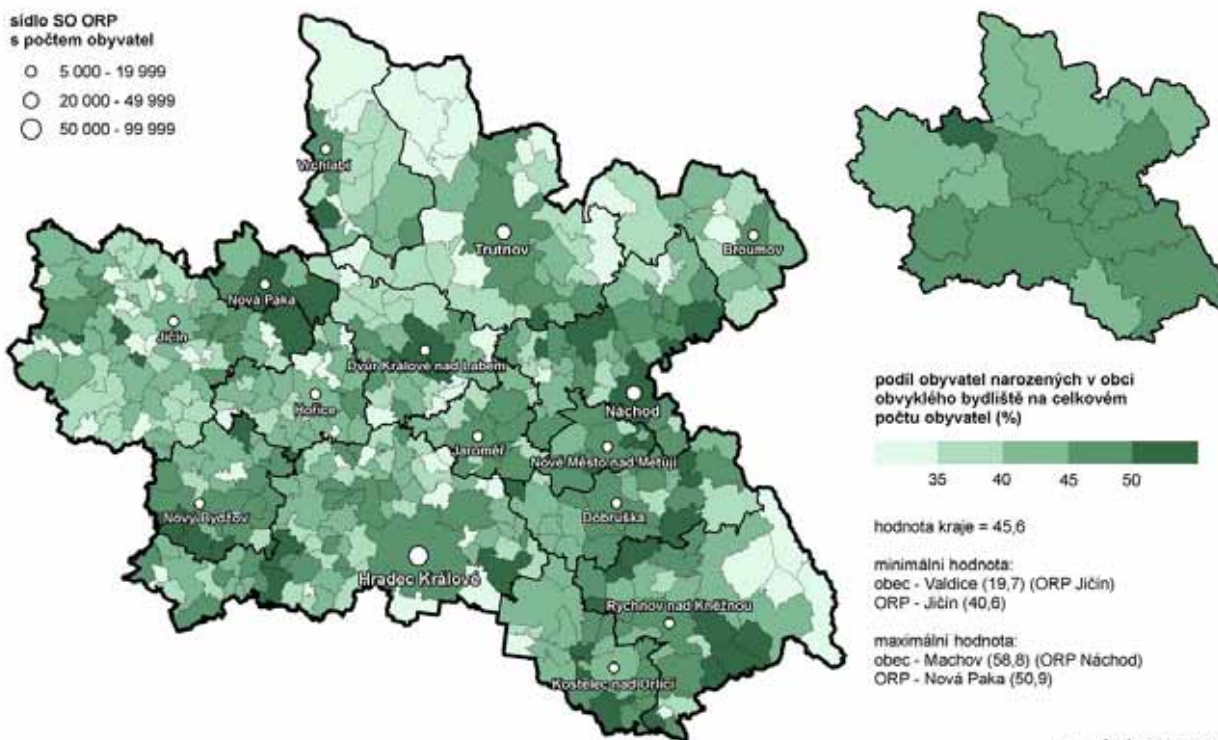 sídlo SO ORP
s počtem obyvatel
5 000 - 19 999
20 000 - 49 999
50 000 - 99 999
Vrchlabí
Trutnov
Broumov
Nová Paka
Jičín
Dvůr Králové nad Labem
Hořice
Náchod
Jaroměř
Nové Město nad Metují
Nový Bydžov
Dobruška
Hradec Králové
Rychnov nad Kněžnou
Kostelec nad Orlicí
podíl obyvatel narozených v obci
obvyklého bydliště na celkovém
počtu obyvatel (%)
35 40 45 50
hodnota kraje = 45,6
minimální hodnota:
obec - Valdice (19,7) (ORP Jičín)
ORP - Jičín (40,6)
maximální hodnota:
obec - Machov (58,8) (ORP Náchod)
ORP - Nová Paka (50,9)